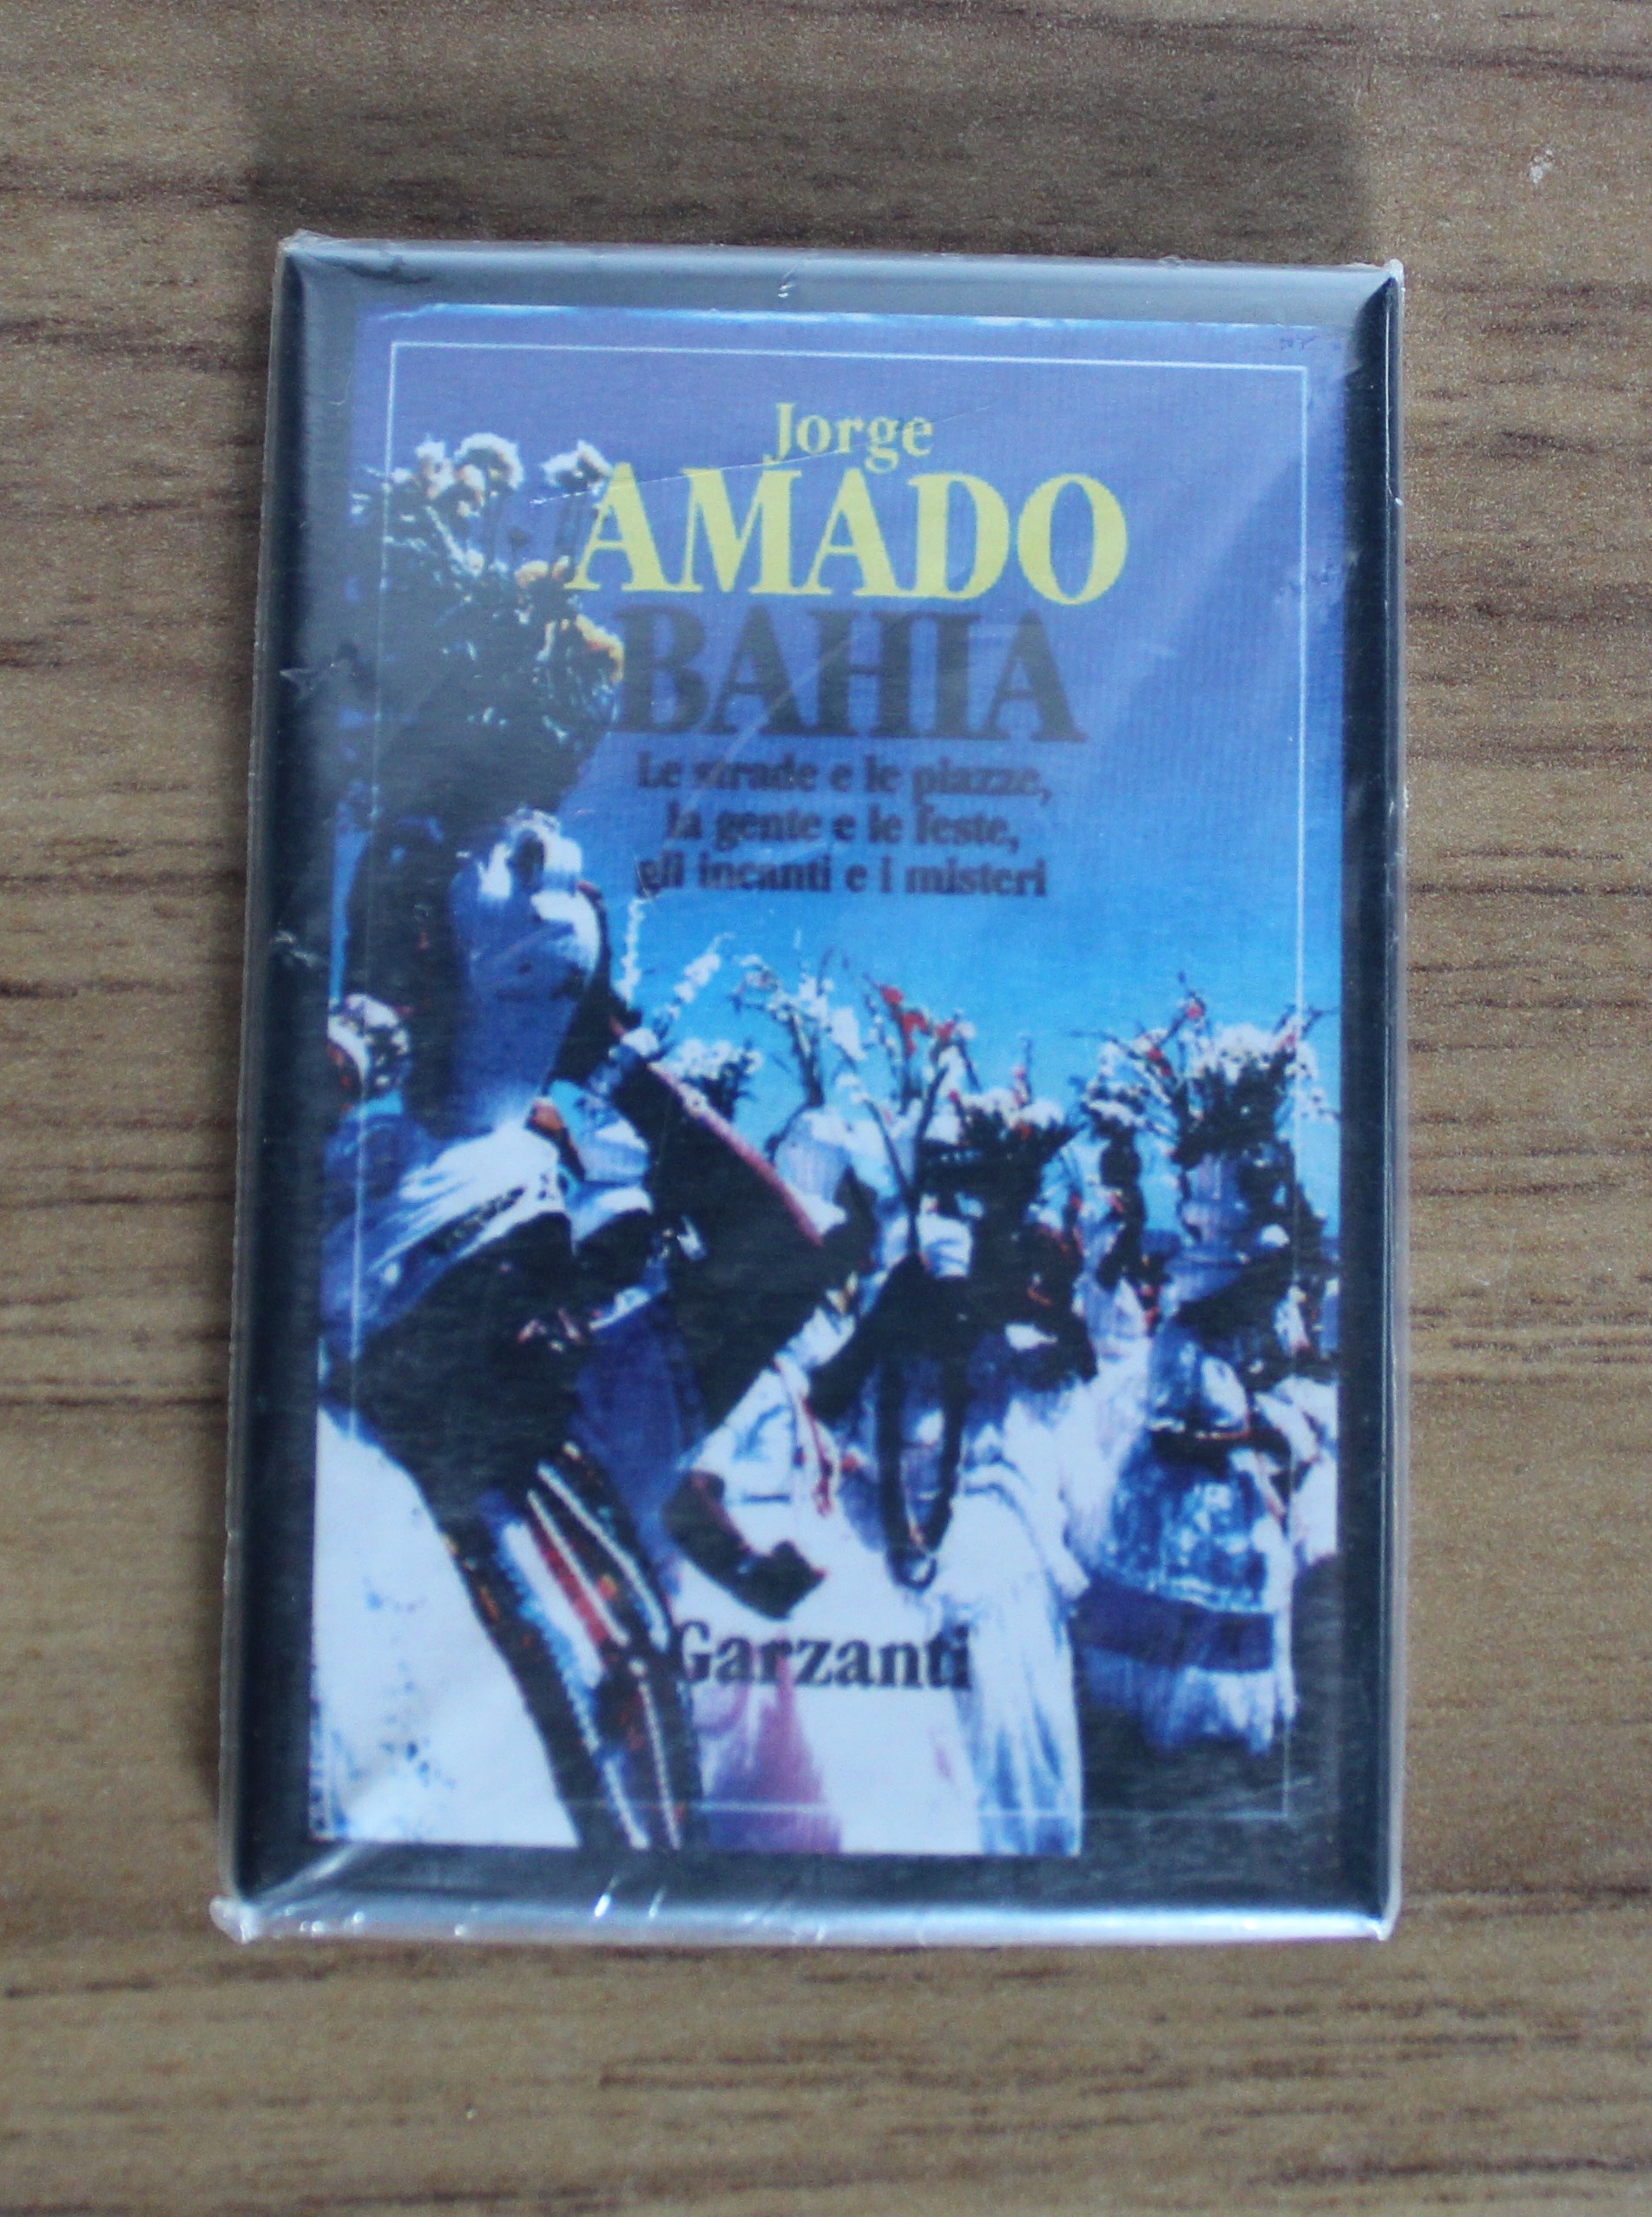 Jorge
AMADO
BAHIA
Le strade e le piazze,
la gente e le feste,
gli incanti e i misteri
Garzanti